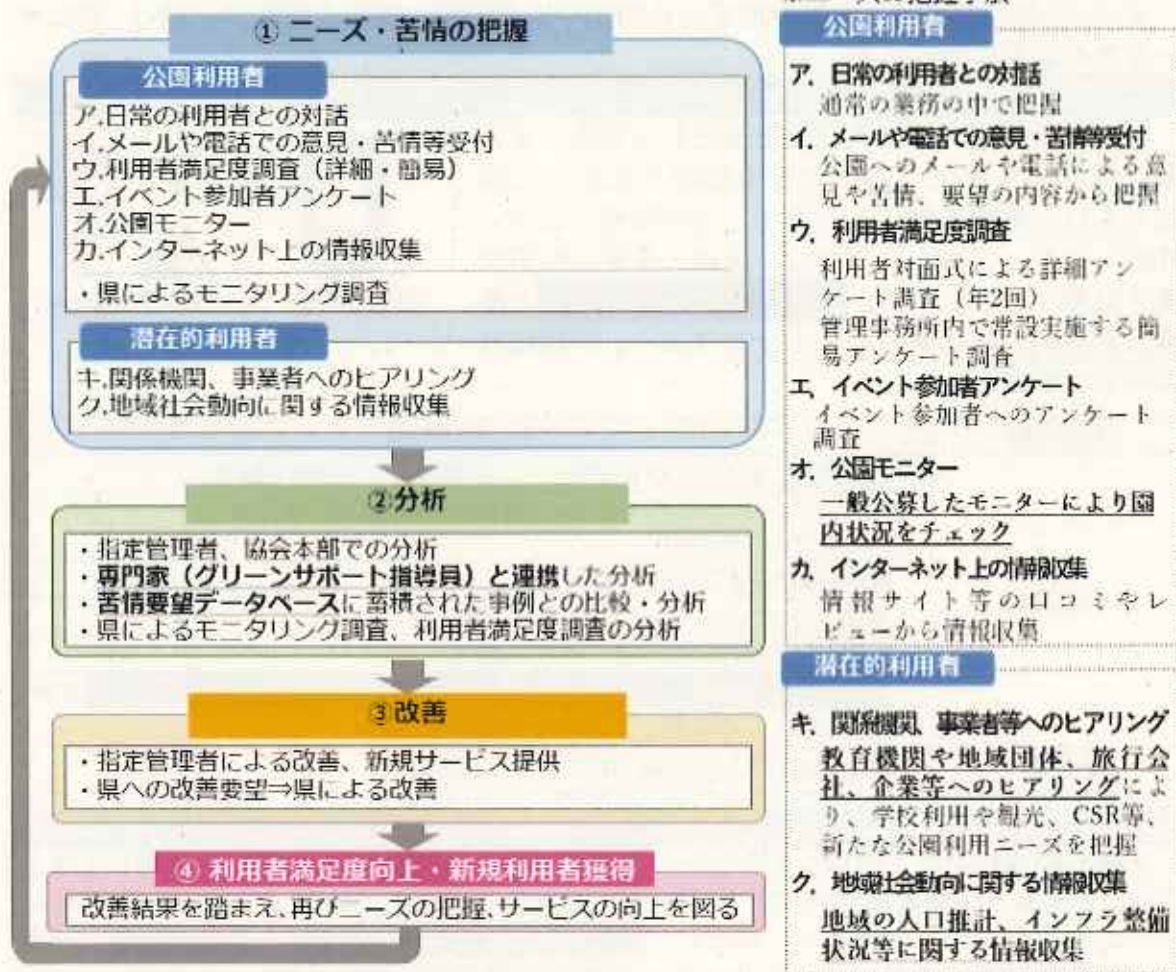 ① ニーズ・苦情の把握
公園利用者
ア.日常の利用者との対話
イ.メールや電話での意見・苦情等受付
ウ.利用者満足度調査（詳細・簡易）
エ.イベント参加者アンケート
オ.公園モニター
カ.インターネット上の情報収集
・県によるモニタリング調査
潜在的利用者
キ.関係機関、事業者へのヒアリング
ク.地域社会動向に関する情報収集
②分析
・指定管理者、協会本部での分析
・専門家（グリーンサポート指導員）と連携した分析
・苦情要望データベースに蓄積された事例との比較・分析
・県によるモニタリング調査、利用者満足度調査の分析
③改善
・指定管理者による改善、新規サービス提供
・県への改善要望⇒県による改善
④ 利用者満足度向上・新規利用者獲得
改善結果を踏まえ、再びニーズの把握、サービスの向上を図る
公園利用者
ア．日常の利用者との対話
通常の業務の中で把握
イ．メールや電話での意見・苦情等受付
公園へのメールや電話による意
見や苦情、要望の内容から把握
ウ．利用者満足度調査
利用者対面式による詳細アン
ケート調査（年2回）
管理事務所内で常設実施する簡
易アンケート調査
エ．イベント参加者アンケート
イベント参加者へのアンケート
調査
オ．公園モニター
一般公募したモニターにより園
内状況をチェック
カ．インターネット上の情報収集
情報サイト等の口コミやレ
ビューから情報収集
潜在的利用者
キ．関係機関、事業者等へのヒアリング
教育機関や地域団体、旅行会
社、企業等へのヒアリングによ
り、学校利用や観光、CSR等、
新たな公園利用ニーズを把握
ク．地域社会動向に関する情報収集
地域の人口推計、インフラ整備
状況等に関する情報収集